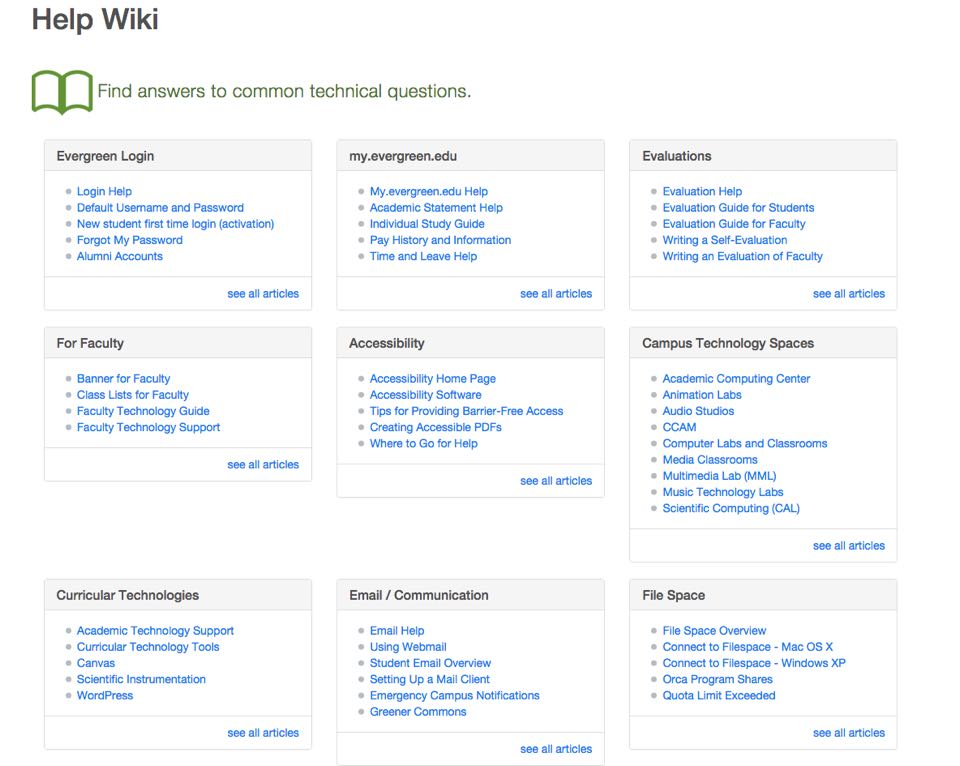 Help Wiki
Find answers to common technical questions.
Evergreen Login
Login Help
Default Username and Password
New student first time login (activation)
Forgot My Password
Alumni Accounts
see all articles
my.evergreen.edu
My.evergreen.edu Help
Academic Statement Help
Individual Study Guide
Pay History and Information
Time and Leave Help
see all articles
Evaluations
Evaluation Help
Evaluation Guide for Students
Evaluation Guide for Faculty
Writing a Self-Evaluation
Writing an Evaluation of Faculty
see all articles
For Faculty
Banner for Faculty
Class Lists for Faculty
Faculty Technology Guide
Faculty Technology Support
see all articles
Accessibility
Accessibility Home Page
Accessibility Software
Tips for Providing Barrier-Free Access
Creating Accessible PDFs
Where to Go for Help
see all articles
Campus Technology Spaces
Academic Computing Center
Animation Labs
Audio Studios
CCAM
Computer Labs and Classrooms
Media Classrooms
Multimedia Lab (MML)
Music Technology Labs
Scientific Computing (CAL)
see all articles
Curricular Technologies
Academic Technology Support
Curricular Technology Tools
Canvas
Scientific Instrumentation
WordPress
see all articles
Email / Communication
Email Help
Using Webmail
Student Email Overview
Setting Up a Mail Client
Emergency Campus Notifications
Greener Commons
see all articles
File Space
File Space Overview
Connect to Filespace - Mac OS X
Connect to Filespace - Windows XP
Orca Program Shares
Quota Limit Exceeded
see all articles